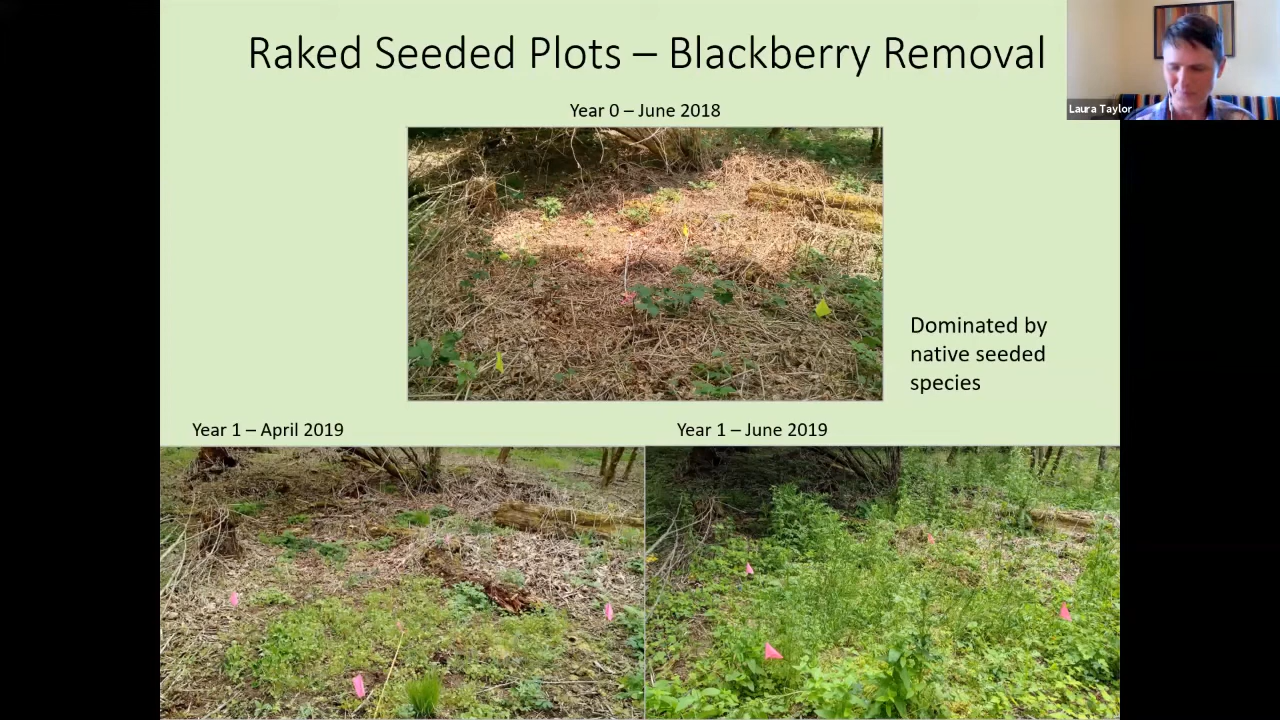 Raked Seeded Plots – Blackberry Removal
Laura Taylor
Year 0 – June 2018
Dominated by
native seeded
species
Year 1 – April 2019
Year 1 – June 2019